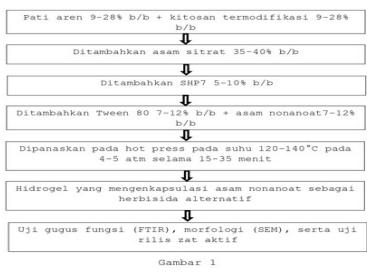 Pati aren 9-28% b/b + kitosan termodifikasi 9-28%
b/b
Ditambahkan asam sitrat 35-40% b/b
Ditambahkan SHP7 5-10% b/b
Ditambahkan Tween 80 7-12% b/b + asam nonanoat7-12%
b/b
Dipanaskan pada hot press pada suhu 120-140°C pada
4-5 atm selama 15-35 menit
Hidrogel yang mengenkapsulasi asam nonanoat sebagai
herbisida alternatif
Uji gugus fungsi (FTIR), morfologi (SEM), serta uji
rilis zat aktif
Gambar 1